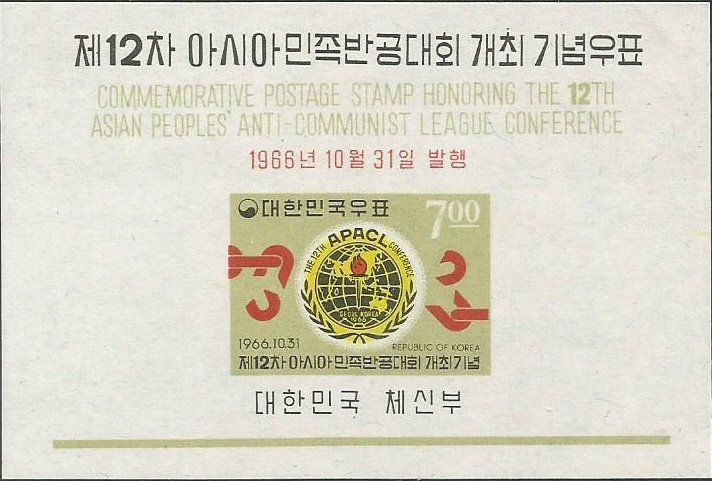 제12차 아시아민족반공대회 개최 기념우표
COMMEMORATIVE POSTAGE STAMP HONORING THE 12TH
ASIAN PEOPLES' ANTI-COMMUNIST LEAGUE CONFERENCE
1966년 10월 31일 발행
대한민국우표
7.00
THE 12TH APACL CONFERENCE
SEOUL KOREA
1966
1966.10.31
REPUBLIC OF KOREA
제12차 아시아민족반공대회 개최기념
대한민국 체신부